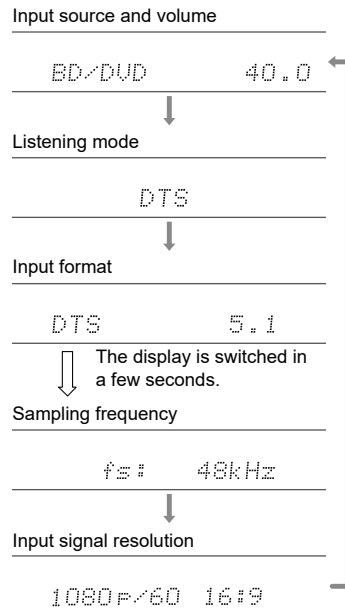 Input source and volume
BD/DVD 40.0
Listening mode
DTS
Input format
DTS 5.1
The display is switched in
a few seconds.
Sampling frequency
fs: 48kHz
Input signal resolution
1080p/60 16:9